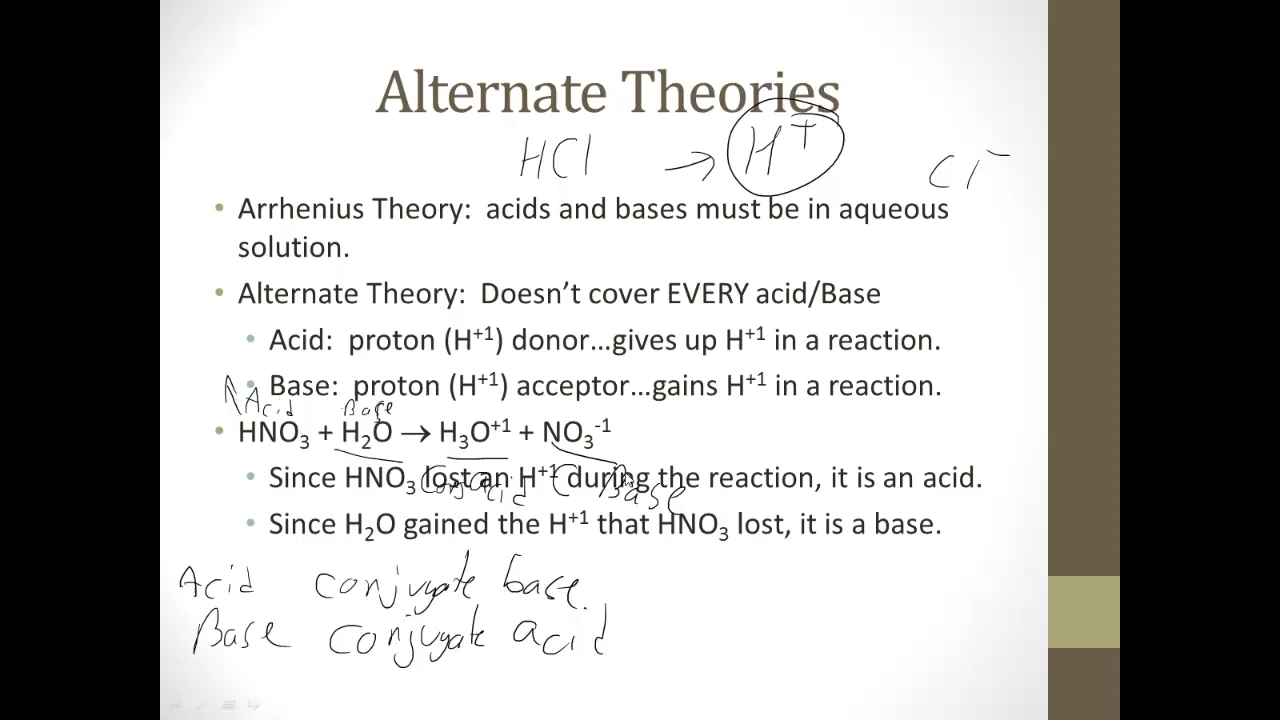 Alternate Theories
HCl → H⁺ Cl⁻
• Arrhenius Theory: acids and bases must be in aqueous
solution.
• Alternate Theory: Doesn't cover EVERY acid/Base
• Acid: proton (H⁺¹) donor...gives up H⁺¹ in a reaction.
• Base: proton (H⁺¹) acceptor...gains H⁺¹ in a reaction.
Acid Base
• HNO₃ + H₂O → H₃O⁺¹ + NO₃⁻¹
• Since HNO₃ lost an H⁺¹ during the reaction, it is an acid.
Conj acid C Base
• Since H₂O gained the H⁺¹ that HNO₃ lost, it is a base.
Acid conjugate base.
Base conjugate acid